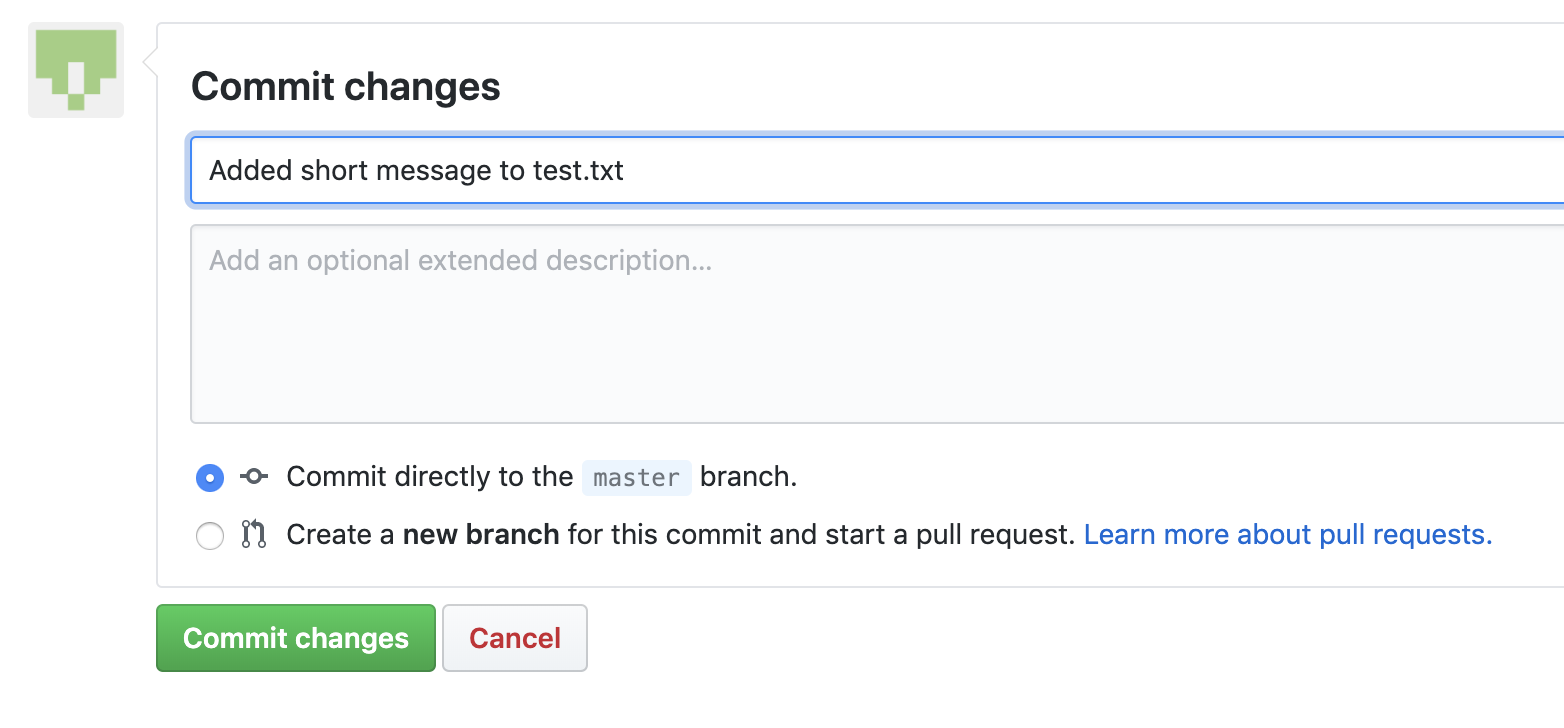 Commit changes
Added short message to test.txt
Add an optional extended description...
Commit directly to the master branch.
Create a new branch for this commit and start a pull request. Learn more about pull requests.
Commit changes
Cancel